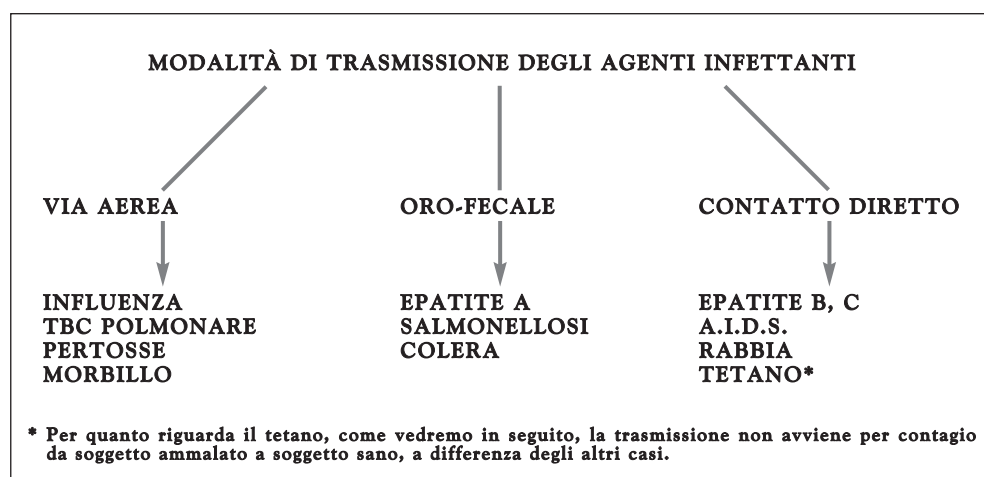 MODALITÀ DI TRASMISSIONE DEGLI AGENTI INFETTANTI
VIA AEREA
ORO-FECALE
CONTATTO DIRETTO
INFLUENZA
TBC POLMONARE
PERTOSSE
MORBILLO
EPATITE A
SALMONELLOSI
COLERA
EPATITE B, C
A.I.D.S.
RABBIA
TETANO*
* Per quanto riguarda il tetano, come vedremo in seguito, la trasmissione non avviene per contagio
da soggetto ammalato a soggetto sano, a differenza degli altri casi.